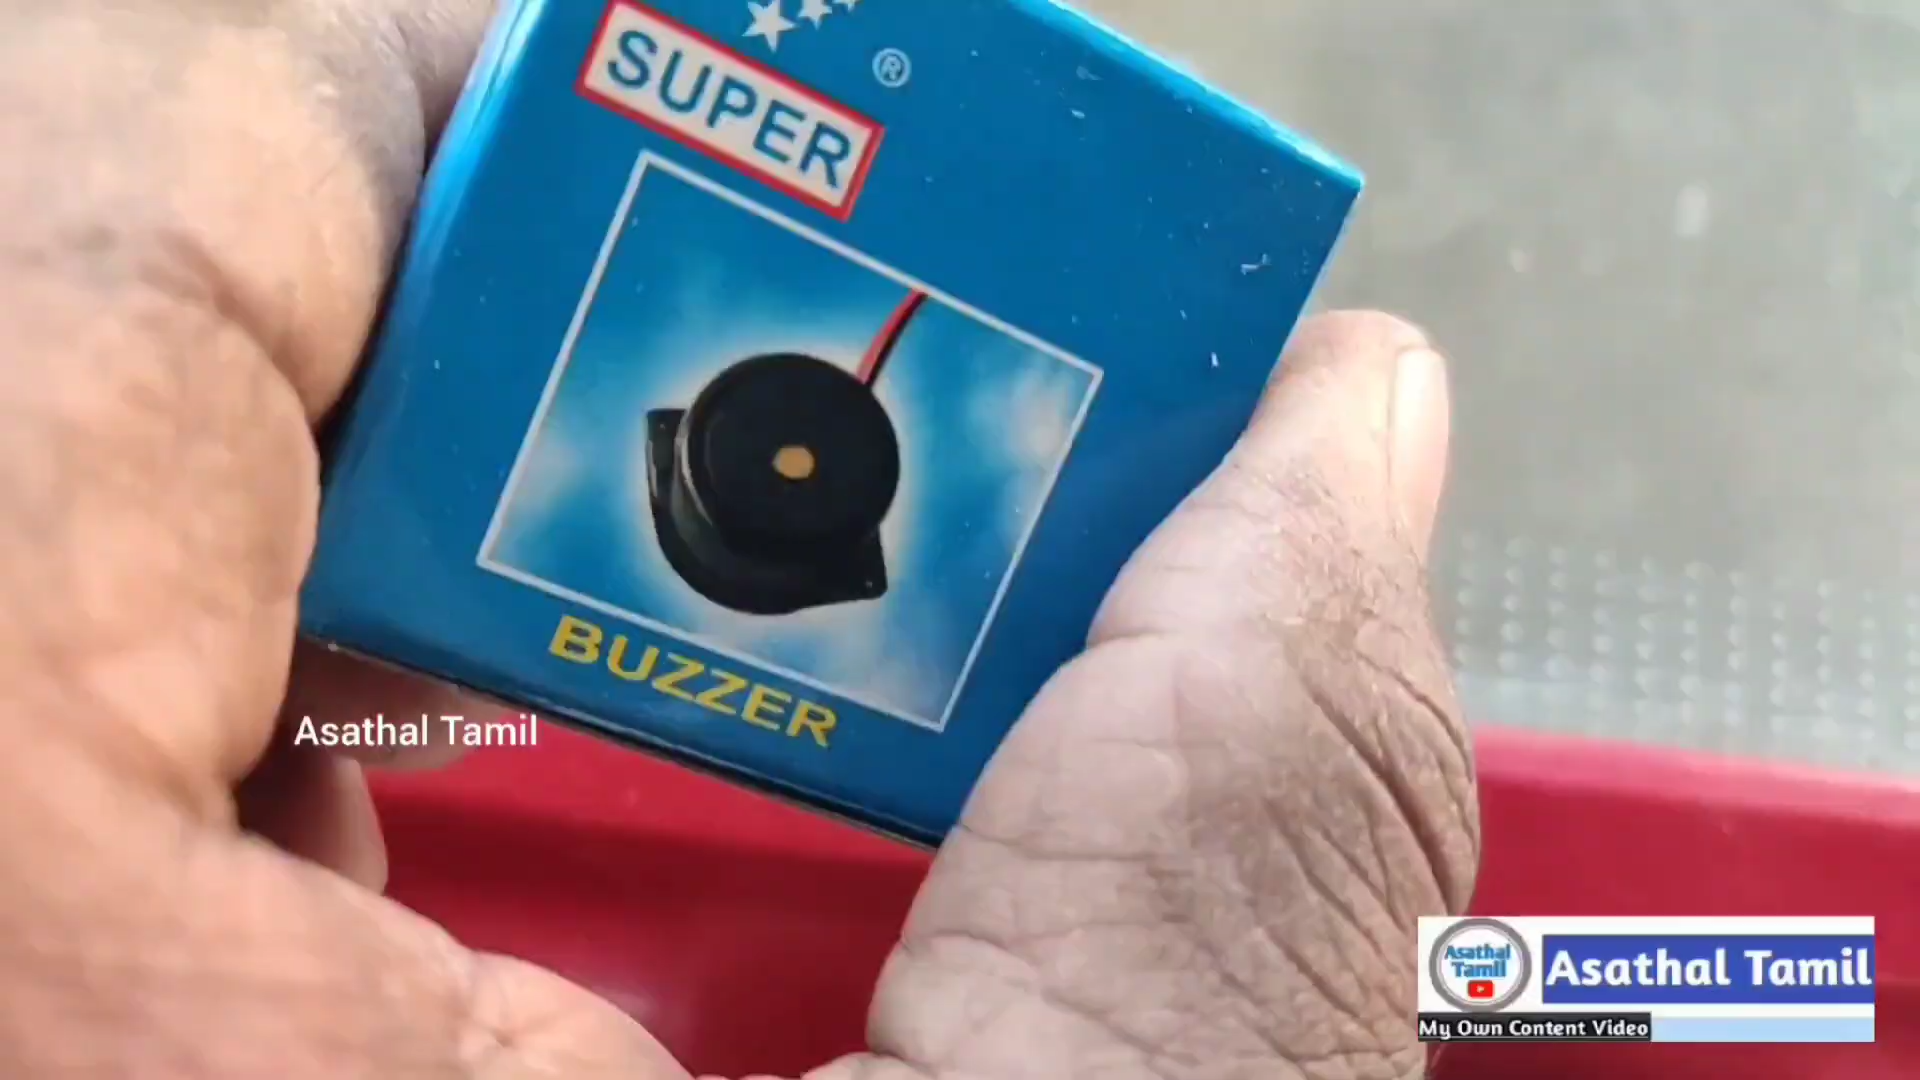 ®
SUPER
BUZZER
Asathal Tamil
Asathal
Tamil
Asathal Tamil
My Own Content Video